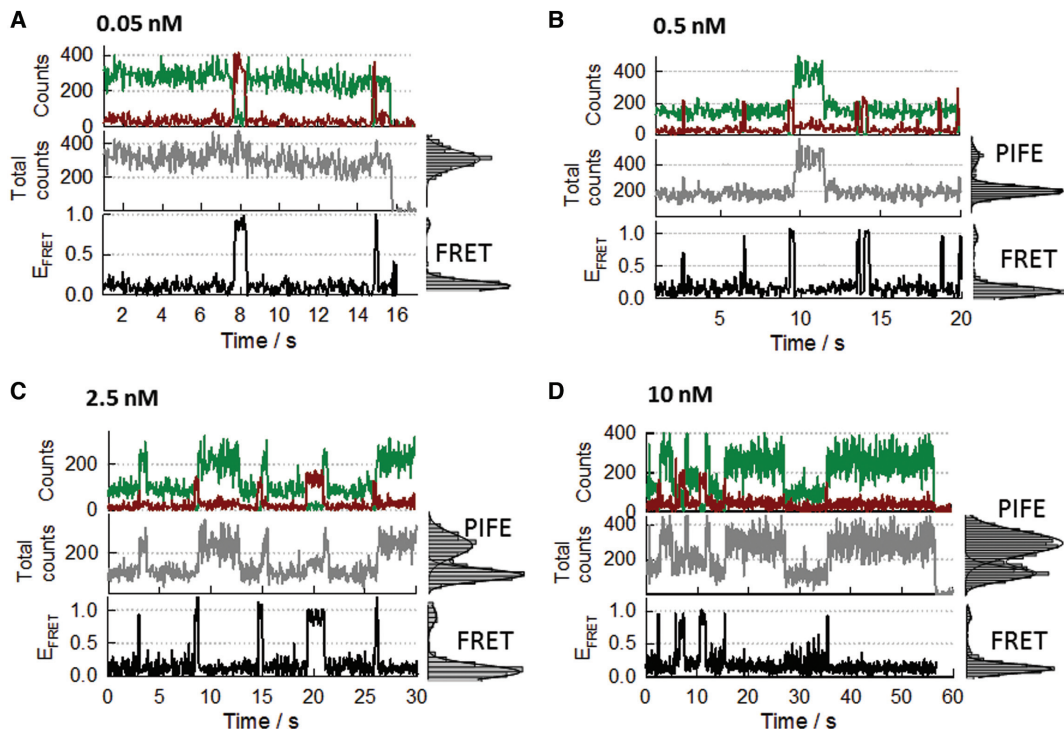 A
0.05 nM
Counts
400
200
0
Total counts
400
200
E_FRET
1.0
0.5
0.0
FRET
2 4 6 8 10 12 14 16
Time / s
B
0.5 nM
Counts
400
200
0
Total counts
400
200
PIFE
E_FRET
1.0
0.5
0.0
FRET
5 10 15 20
Time / s
C
2.5 nM
Counts
200
0
Total counts
200
PIFE
E_FRET
1.0
0.5
0.0
FRET
0 5 10 15 20 25 30
Time / s
D
10 nM
Counts
400
200
0
Total counts
400
200
PIFE
E_FRET
1.0
0.5
0.0
FRET
0 10 20 30 40 50 60
Time / s